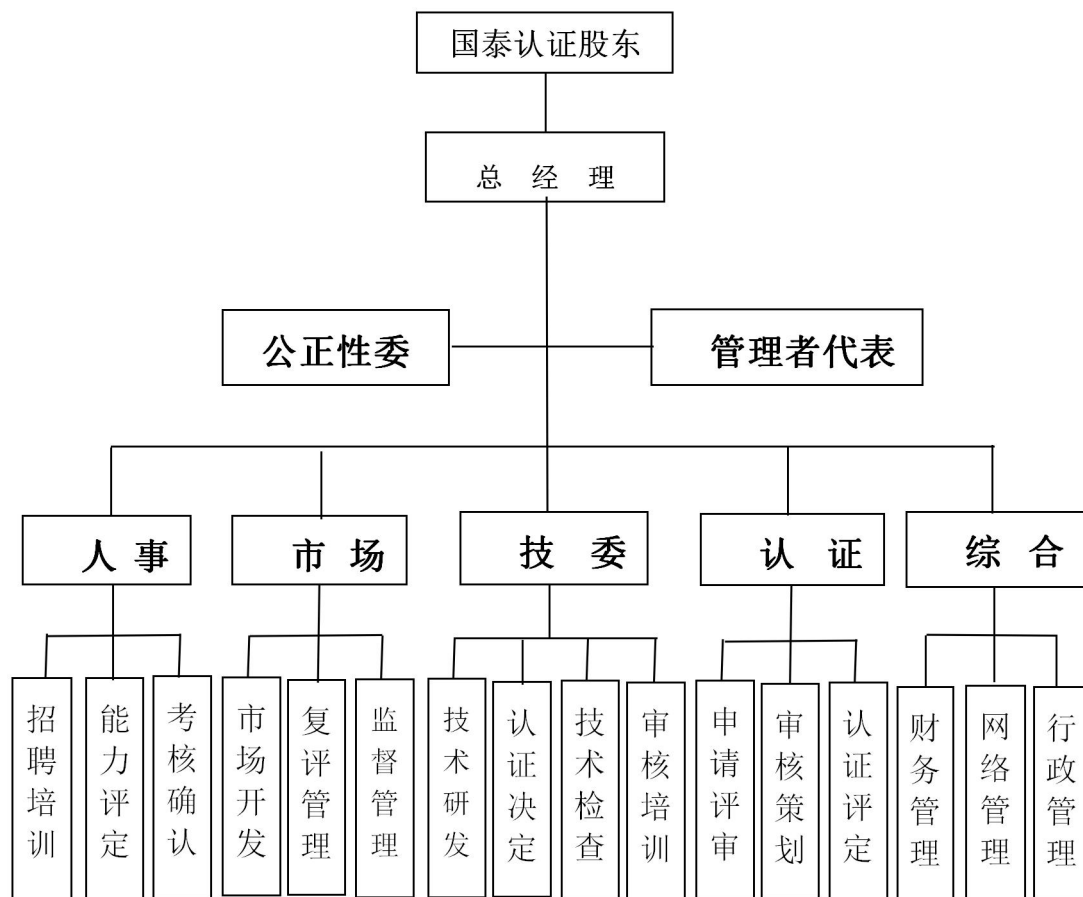 国泰认证股东
总 经 理
公正性委
管理者代表
人 事
市 场
技 委
认 证
综 合
招聘培训
能力评定
考核确认
市场开发
复评管理
监督管理
技术研发
认证决定
技术检查
审核培训
申请评审
审核策划
认证评定
财务管理
网络管理
行政管理